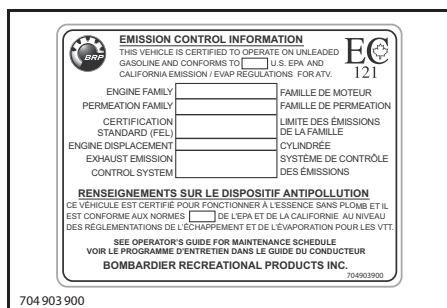 EMISSION CONTROL INFORMATION
THIS VEHICLE IS CERTIFIED TO OPERATE ON UNLEADED
GASOLINE AND CONFORMS TO U.S. EPA AND
CALIFORNIA EMISSION / EVAP REGULATIONS FOR ATV.
BRP
EC
121
ENGINE FAMILY FAMILLE DE MOTEUR
PERMEATION FAMILY FAMILLE DE PERMEATION
CERTIFICATION LIMITE DES ÉMISSIONS
STANDARD (FEL) DE LA FAMILLE
ENGINE DISPLACEMENT CYLINDRÉE
EXHAUST EMISSION SYSTÈME DE CONTRÔLE
CONTROL SYSTEM DES ÉMISSIONS
RENSEIGNEMENTS SUR LE DISPOSITIF ANTIPOLLUTION
CE VÉHICULE EST CERTIFIÉ POUR FONCTIONNER À L'ESSENCE SANS PLOMB ET IL
EST CONFORME AUX NORMES DE L'EPA ET DE LA CALIFORNIE AU NIVEAU
DES RÉGLEMENTATIONS DE L'ÉCHAPPEMENT ET DE L'ÉVAPORATION POUR LES VTT.
SEE OPERATOR'S GUIDE FOR MAINTENANCE SCHEDULE
VOIR LE PROGRAMME D'ENTRETIEN DANS LE GUIDE DU CONDUCTEUR
BOMBARDIER RECREATIONAL PRODUCTS INC.
704903900
704 903 900